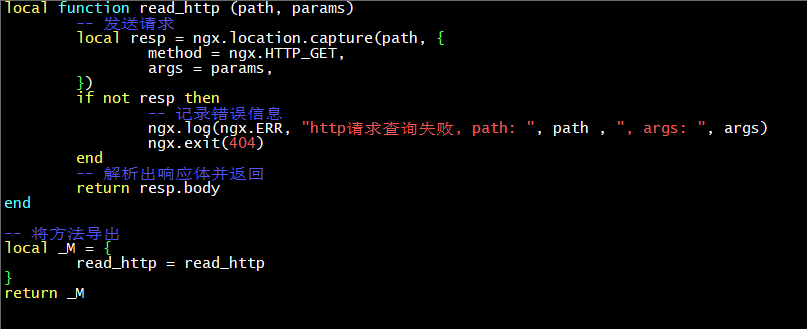 local function read_http (path, params)
        -- 发送请求
        local resp = ngx.location.capture(path, {
                method = ngx.HTTP_GET,
                args = params,
        })
        if not resp then
                -- 记录错误信息
                ngx.log(ngx.ERR, "http请求查询失败, path: ", path , ", args: ", args)
                ngx.exit(404)
        end
        -- 解析出响应体并返回
        return resp.body
end

-- 将方法导出
local _M = {
        read_http = read_http
}
return _M